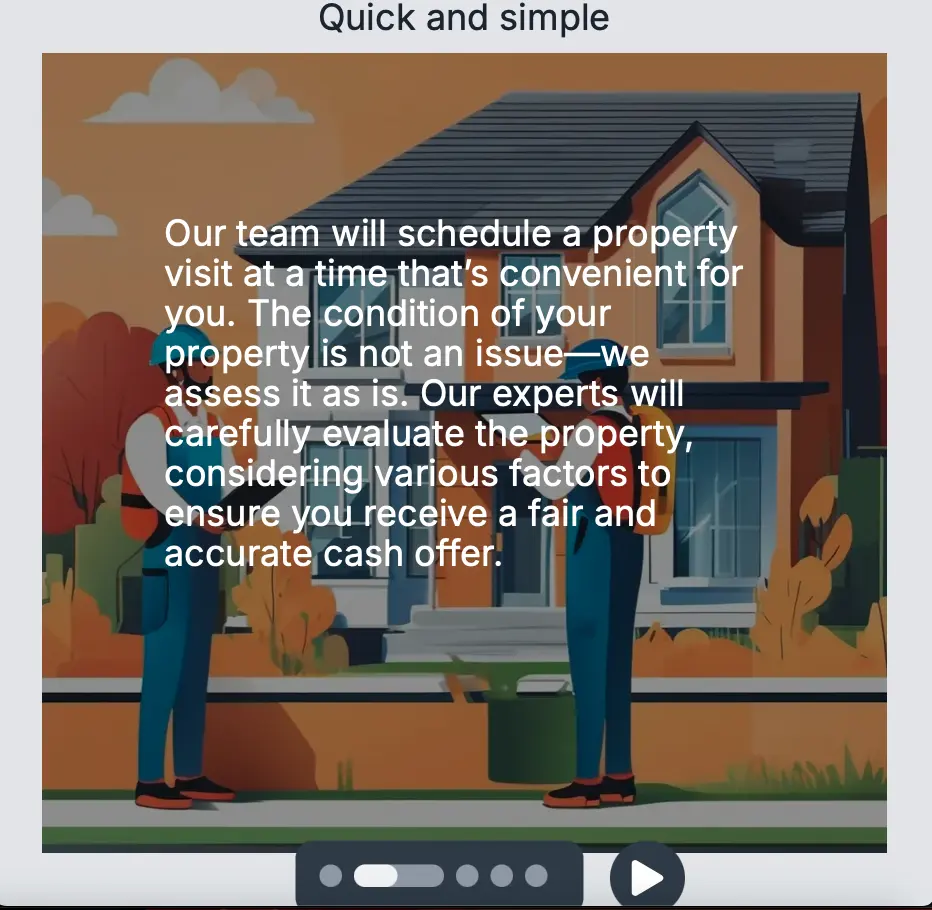 Quick and simple
Our team will schedule a property
visit at a time that’s convenient for
you. The condition of your
property is not an issue—we
assess it as is. Our experts will
carefully evaluate the property,
considering various factors to
ensure you receive a fair and
accurate cash offer.